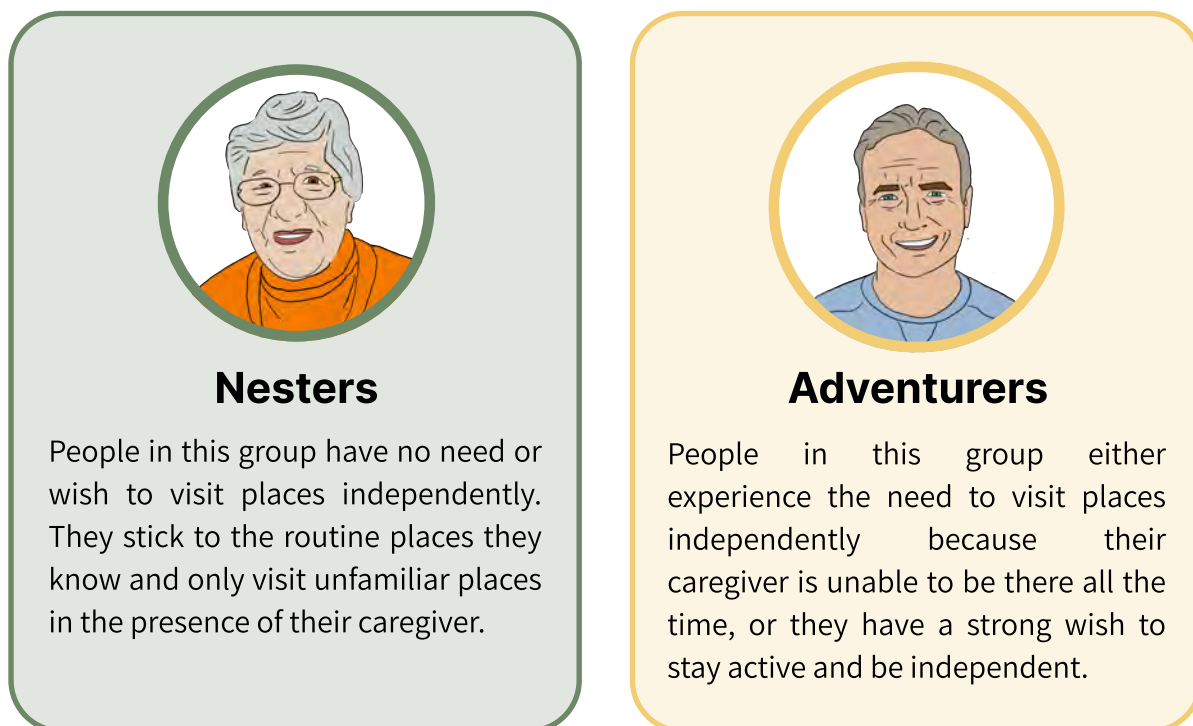 Nesters
People in this group have no need or
wish to visit places independently.
They stick to the routine places they
know and only visit unfamiliar places
in the presence of their caregiver.
Adventurers
People in this group either
experience the need to visit places
independently because their
caregiver is unable to be there all the
time, or they have a strong wish to
stay active and be independent.